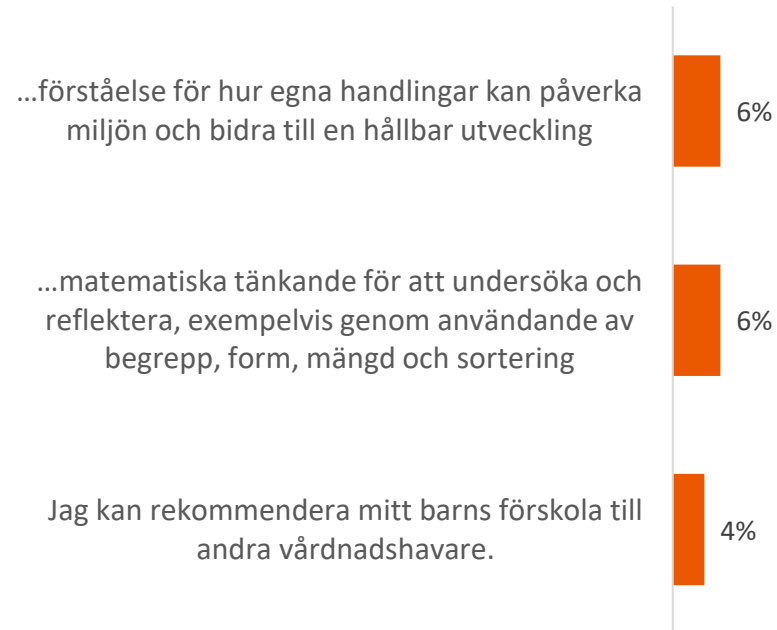 ...förståelse för hur egna handlingar kan påverka
miljön och bidra till en hållbar utveckling
6%
...matematiska tänkande för att undersöka och
reflektera, exempelvis genom användande av
begrepp, form, mängd och sortering
6%
Jag kan rekommendera mitt barns förskola till
andra vårdnadshavare.
4%